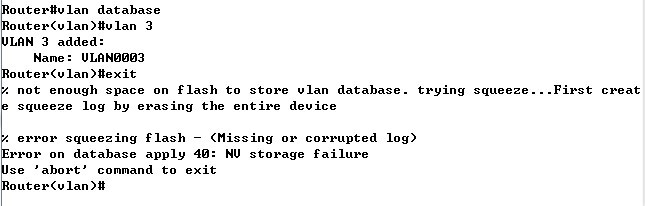 Router#vlan database
Router(vlan)#vlan 3
VLAN 3 added:
    Name: VLAN0003
Router(vlan)#exit
% not enough space on flash to store vlan database. trying squeeze...First creat
e squeeze log by erasing the entire device
% error squeezing flash - (Missing or corrupted log)
Error on database apply 40: NV storage failure
Use 'abort' command to exit
Router(vlan)#